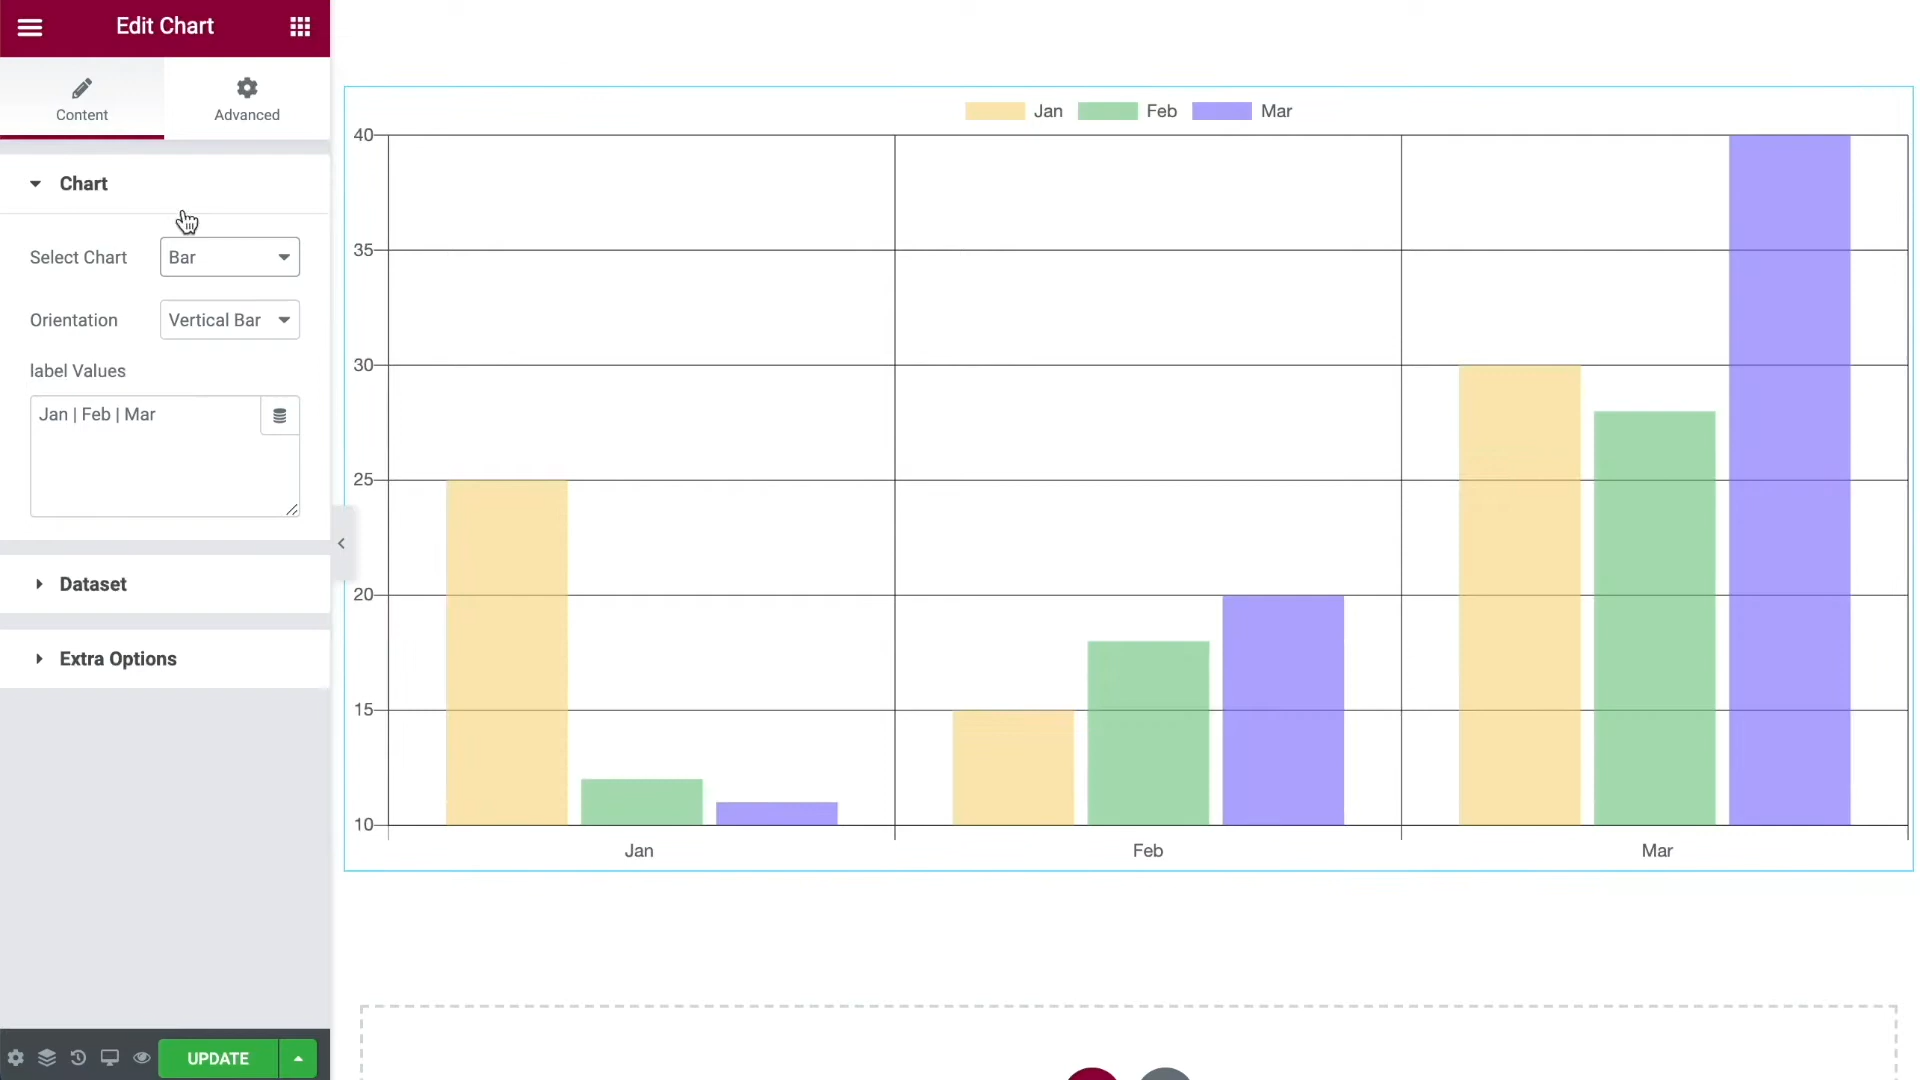 Edit Chart
Content
Advanced
Chart
Select Chart
Bar
Orientation
Vertical Bar
label Values
Jan | Feb | Mar
Dataset
Extra Options
UPDATE
Jan Feb Mar
40
35
30
25
20
15
10
Jan Feb Mar